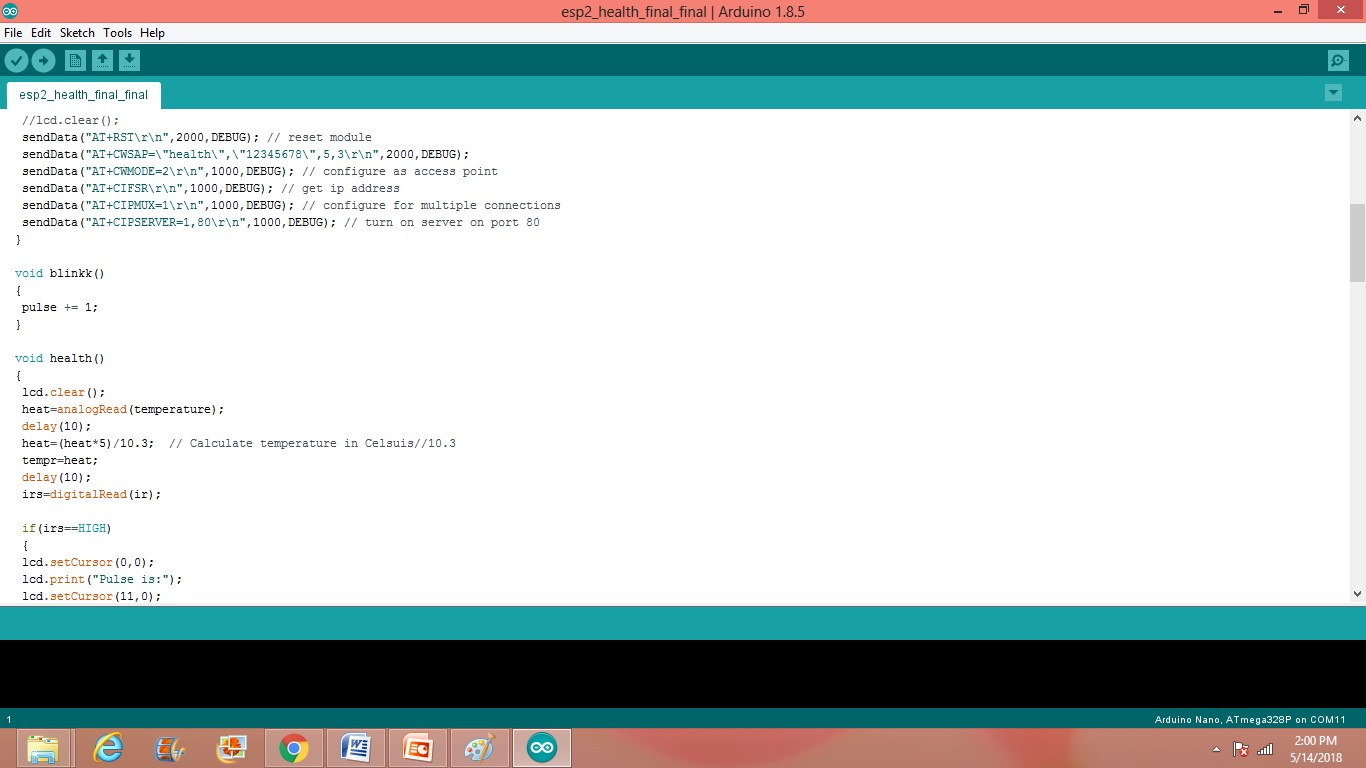 esp2_health_final_final | Arduino 1.8.5
File Edit Sketch Tools Help
esp2_health_final_final
//lcd.clear();
sendData("AT+RST\r\n",2000,DEBUG); // reset module
sendData("AT+CWSAP=\"health\",\"12345678\",5,3\r\n",2000,DEBUG);
sendData("AT+CWMODE=2\r\n",1000,DEBUG); // configure as access point
sendData("AT+CIFSR\r\n",1000,DEBUG); // get ip address
sendData("AT+CIPMUX=1\r\n",1000,DEBUG); // configure for multiple connections
sendData("AT+CIPSERVER=1,80\r\n",1000,DEBUG); // turn on server on port 80
}
void blinkk()
{
pulse += 1;
}
void health()
{
lcd.clear();
heat=analogRead(temperature);
delay(10);
heat=(heat*5)/10.3;  // Calculate temperature in Celsuis//10.3
tempr=heat;
delay(10);
irs=digitalRead(ir);
if(irs==HIGH)
{
lcd.setCursor(0,0);
lcd.print("Pulse is:");
lcd.setCursor(11,0);
1
Arduino Nano, ATmega328P on COM11
2:00 PM
5/14/2018